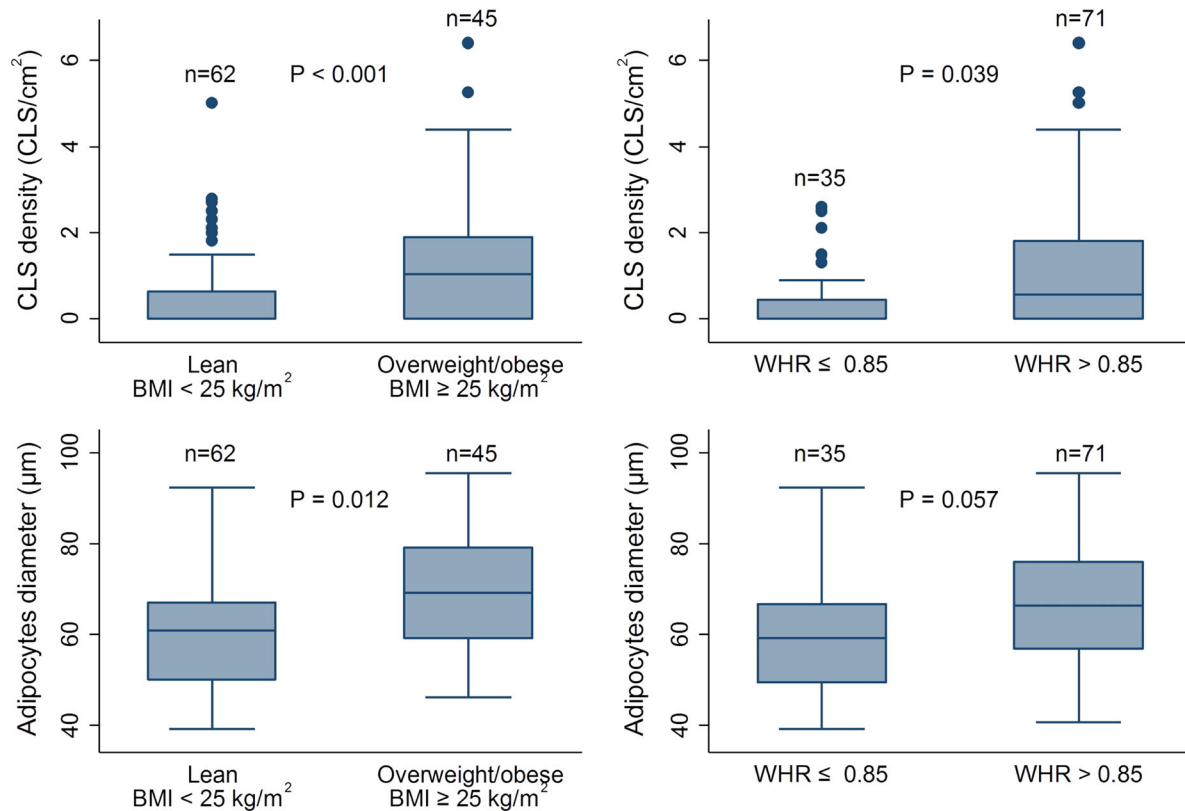 CLS density (CLS/cm²)
6
4
2
0
n=62
P < 0.001
n=45
Lean
BMI < 25 kg/m²
Overweight/obese
BMI ≥ 25 kg/m²
CLS density (CLS/cm²)
6
4
2
0
n=35
P = 0.039
n=71
WHR ≤ 0.85
WHR > 0.85
Adipocytes diameter (µm)
100
80
60
40
n=62
P = 0.012
n=45
Lean
BMI < 25 kg/m²
Overweight/obese
BMI ≥ 25 kg/m²
Adipocytes diameter (µm)
100
80
60
40
n=35
P = 0.057
n=71
WHR ≤ 0.85
WHR > 0.85